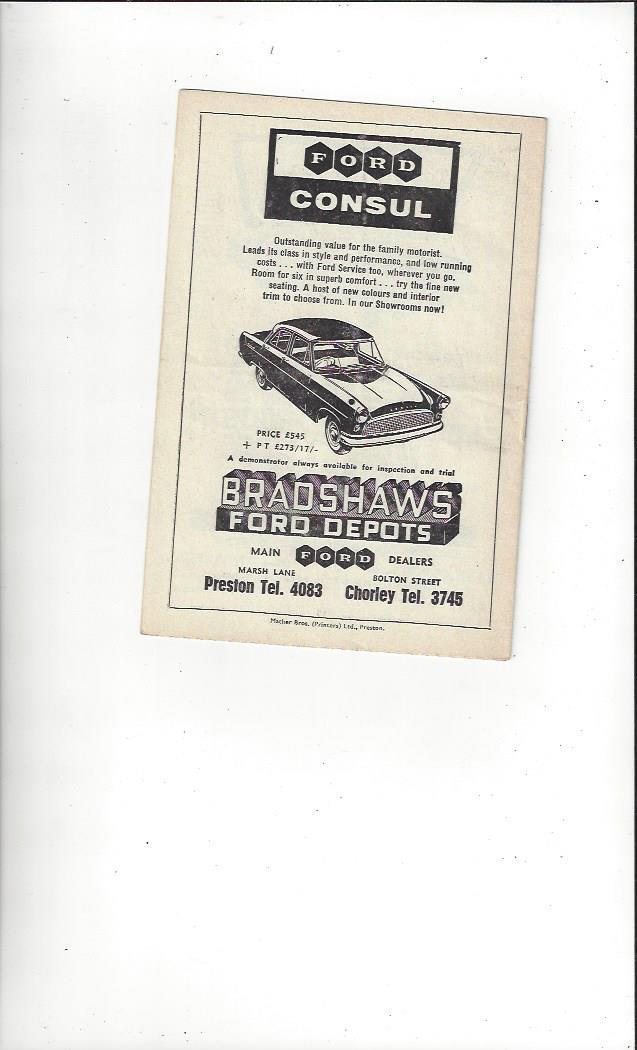 FORD
CONSUL
Outstanding value for the family motorist.
Leads its class in style and performance, and low running
costs . . . with Ford Service too, wherever you go.
Room for six in superb comfort . . . try the fine new
seating. A host of new colours and interior
trim to choose from. In our Showrooms now!
PRICE £545
+ P T £273/17/-
A demonstrator always available for inspection and trial
BRADSHAWS
FORD DEPOTS
MAIN FORD DEALERS
MARSH LANE
Preston Tel. 4083
BOLTON STREET
Chorley Tel. 3745
Mather Bros. (Printers) Ltd., Preston.